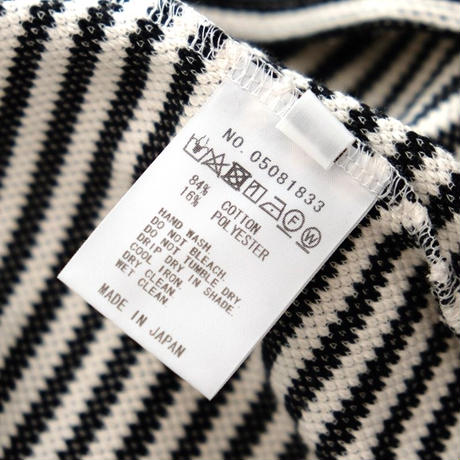 NO. 05081833
84% COTTON
16% POLYESTER
HAND WASH.
DO NOT BLEACH.
DO NOT TUMBLE DRY.
DRIP DRY IN SHADE.
COOL IRON.
DRY CLEAN.
WET CLEAN.
MADE IN JAPAN